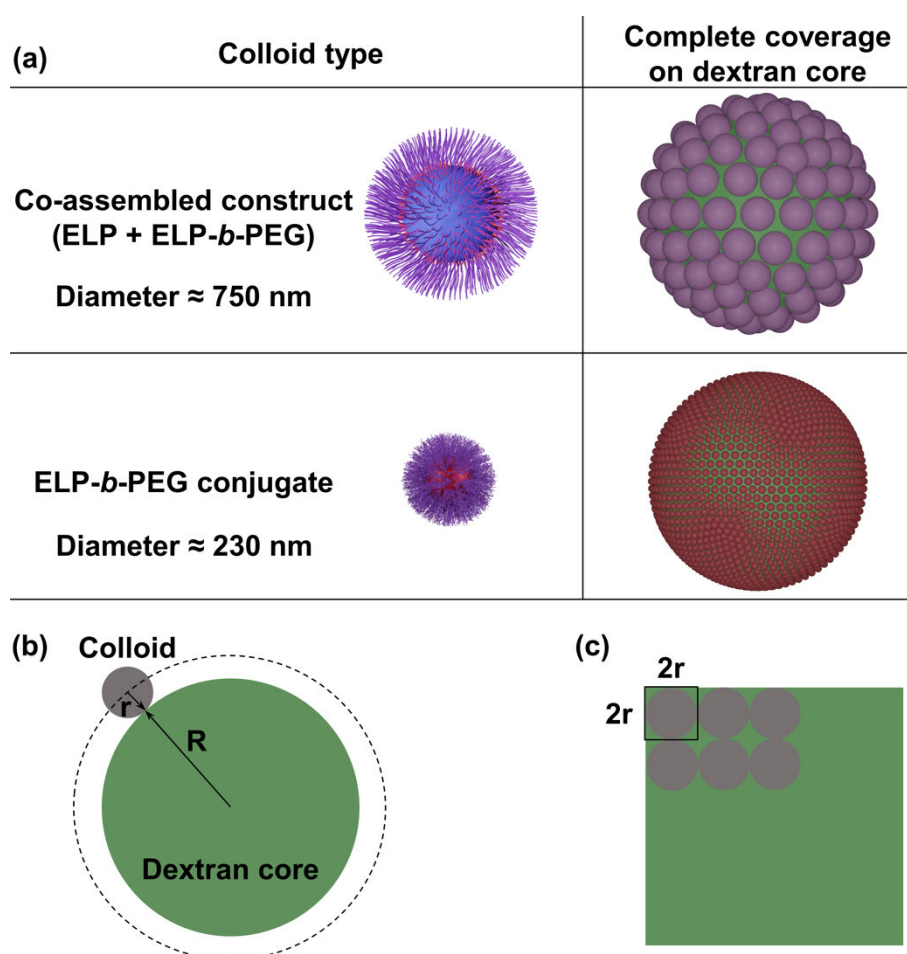 (a)
Colloid type
Complete coverage
on dextran core
Co-assembled construct
(ELP + ELP-b-PEG)
Diameter ≈ 750 nm
ELP-b-PEG conjugate
Diameter ≈ 230 nm
(b)
Colloid
r
R
Dextran core
(c)
2r
2r